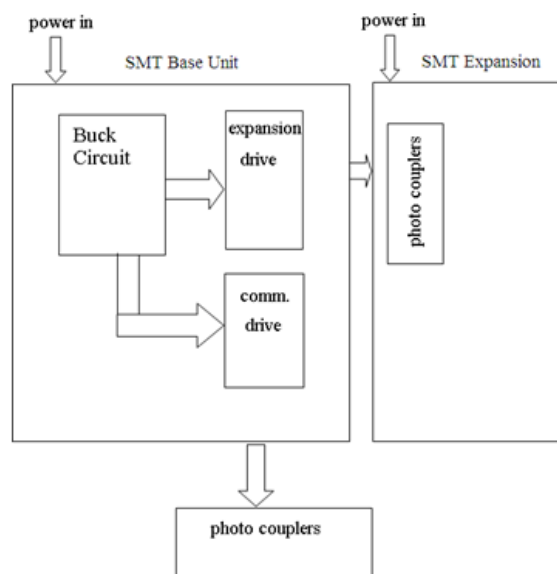 power in
power in
SMT Base Unit
SMT Expansion
Buck
Circuit
expansion
drive
photo couplers
comm.
drive
photo couplers